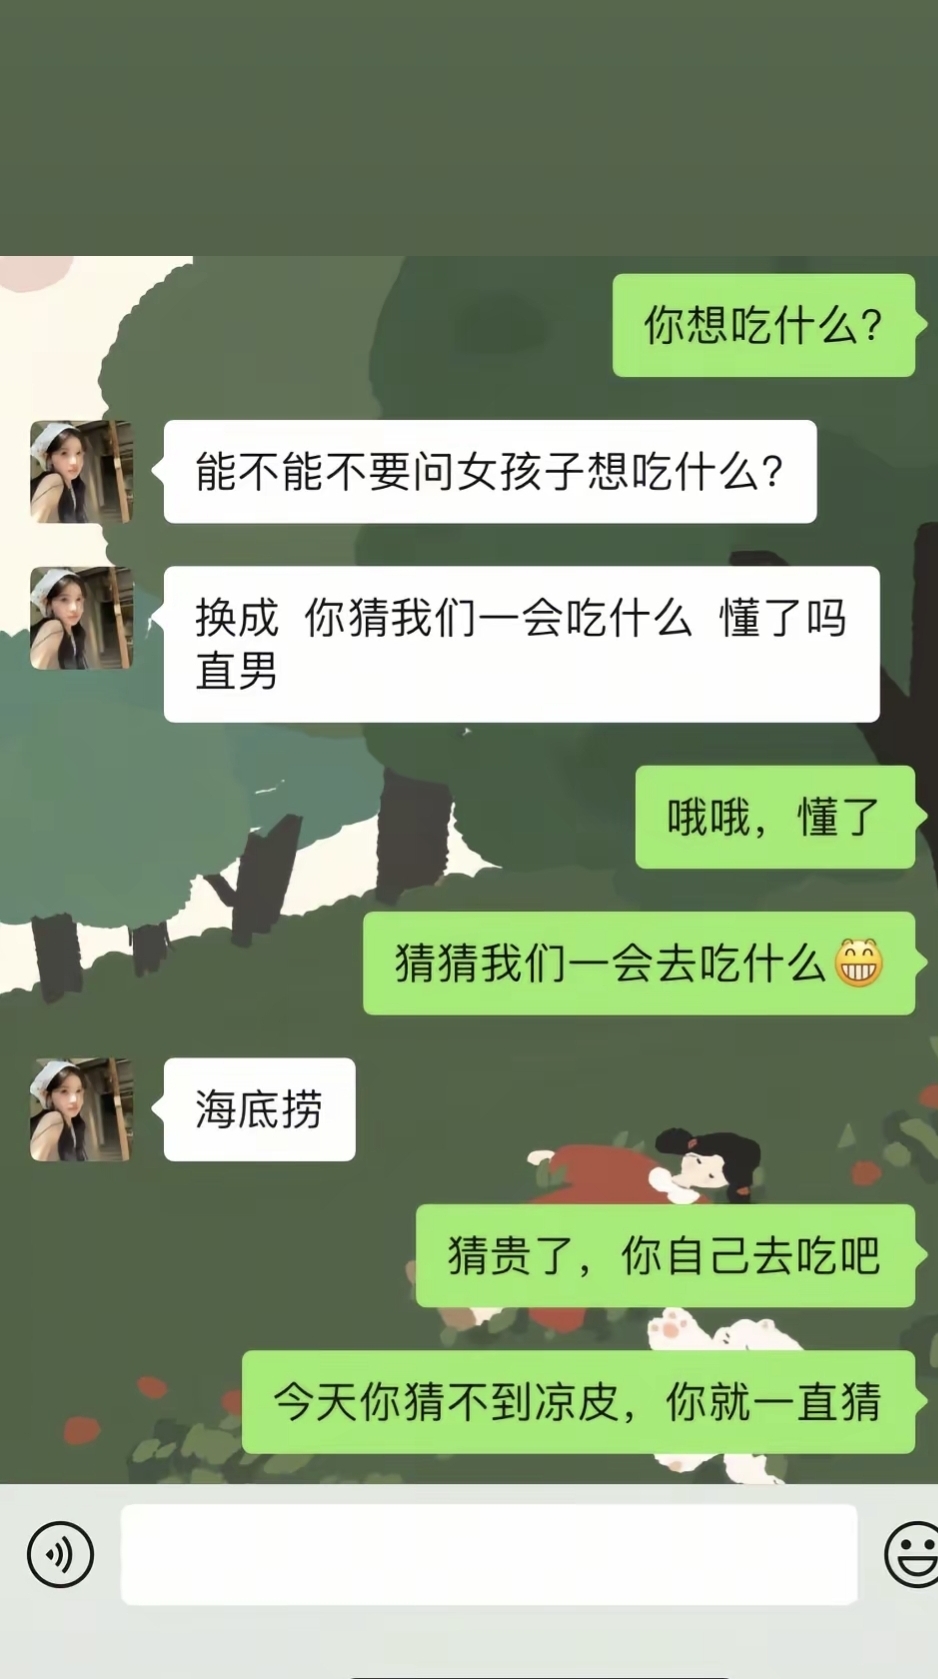 你想吃什么?
能不能不要问女孩子想吃什么?
换成 你猜我们一会吃什么 懂了吗
直男
哦哦，懂了
猜猜我们一会去吃什么😁
海底捞
猜贵了，你自己去吃吧
今天你猜不到凉皮，你就一直猜